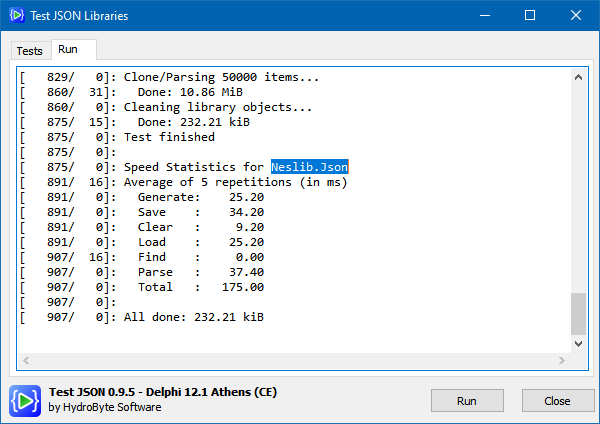 Test JSON Libraries
Tests Run
[   829/   0]: Clone/Parsing 50000 items...
[   860/  31]:   Done: 10.86 MiB
[   860/   0]: Cleaning library objects...
[   875/  15]:   Done: 232.21 kiB
[   875/   0]: Test finished
[   875/   0]:
[   875/   0]: Speed Statistics for Neslib.Json
[   891/  16]: Average of 5 repetitions (in ms)
[   891/   0]:   Generate:    25.20
[   891/   0]:   Save    :    34.20
[   891/   0]:   Clear   :     9.20
[   891/   0]:   Load    :    25.20
[   907/  16]:   Find    :     0.00
[   907/   0]:   Parse   :    37.40
[   907/   0]:   Total   :   175.00
[   907/   0]:
[   907/   0]: All done: 232.21 kiB
Test JSON 0.9.5 - Delphi 12.1 Athens (CE)
by HydroByte Software
Run Close